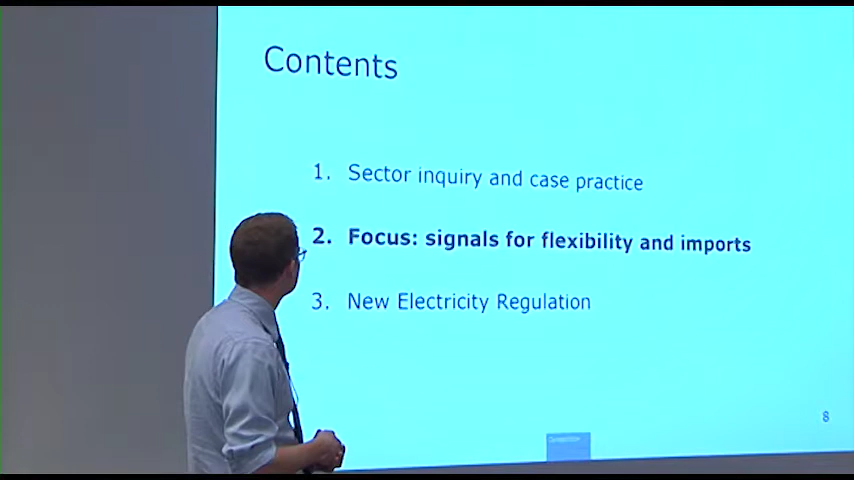 Contents
1. Sector inquiry and case practice
2. Focus: signals for flexibility and imports
3. New Electricity Regulation
8